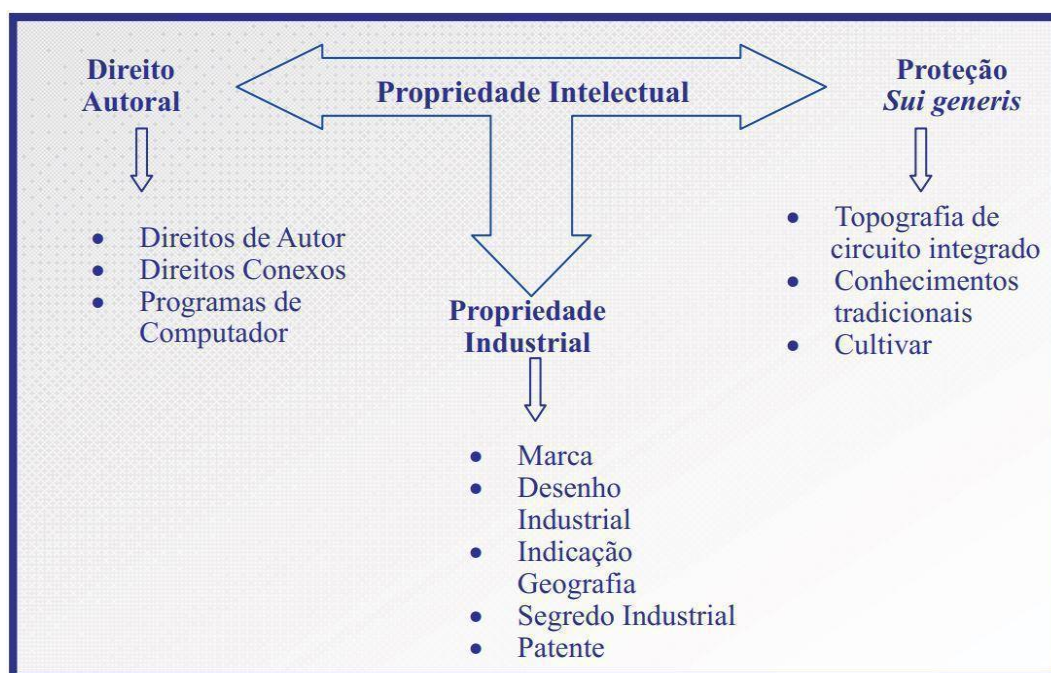 Direito
Autoral
Propriedade Intelectual
Proteção
Sui generis
• Direitos de Autor
• Direitos Conexos
• Programas de
Computador
Propriedade
Industrial
• Marca
• Desenho
Industrial
• Indicação
Geografia
• Segredo Industrial
• Patente
• Topografia de
circuito integrado
• Conhecimentos
tradicionais
• Cultivar